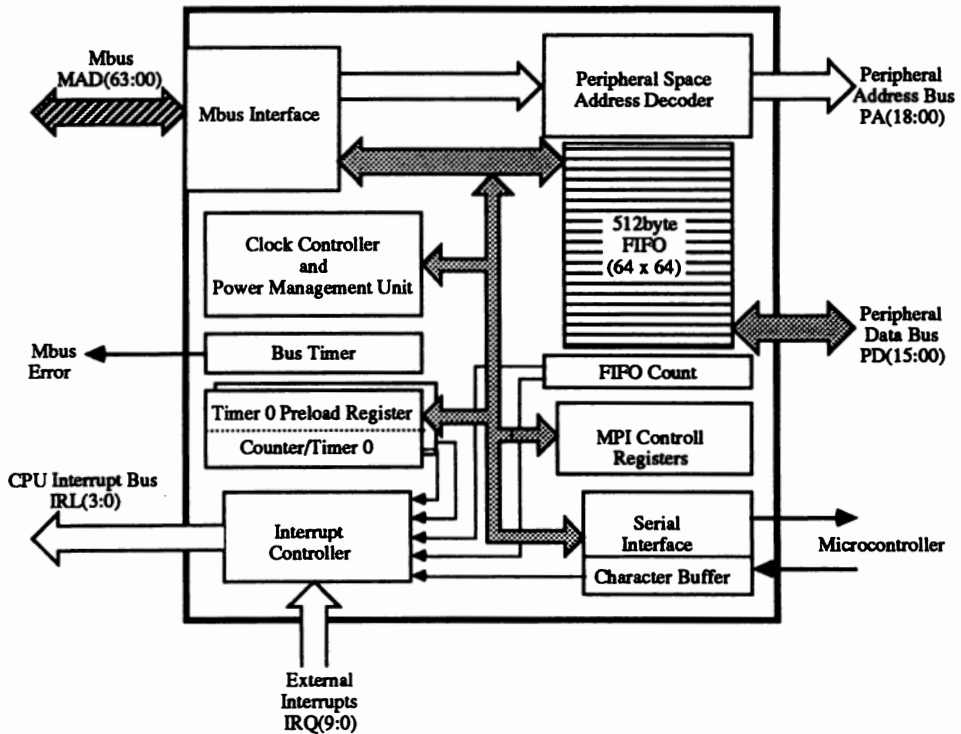 Mbus
MAD(63:00)
Mbus Interface
Peripheral Space
Address Decoder
Peripheral
Address Bus
PA(18:00)
512byte
FIFO
(64 x 64)
Clock Controller
and
Power Management Unit
Peripheral
Data Bus
PD(15:00)
Mbus
Error
Bus Timer
FIFO Count
Timer 0 Preload Register
Counter/Timer 0
MPI Controll
Registers
CPU Interrupt Bus
IRL(3:0)
Interrupt
Controller
Serial
Interface
Microcontroller
Character Buffer
External
Interrupts
IRQ(9:0)